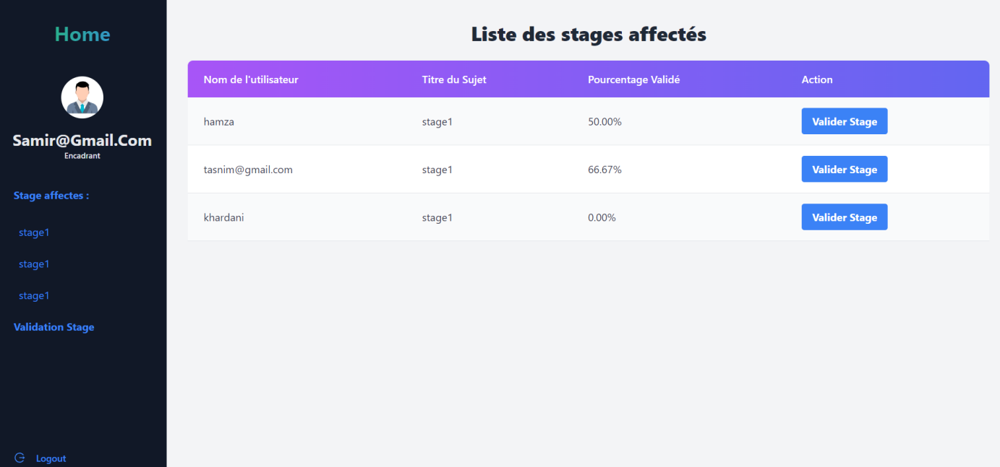 Home
Samir@Gmail.Com
Encadrant
Stage affectes :
stage1
stage1
stage1
Validation Stage
Logout
Liste des stages affectés
Nom de l'utilisateur Titre du Sujet Pourcentage Validé Action
hamza stage1 50.00% Valider Stage
tasnim@gmail.com stage1 66.67% Valider Stage
khardani stage1 0.00% Valider Stage